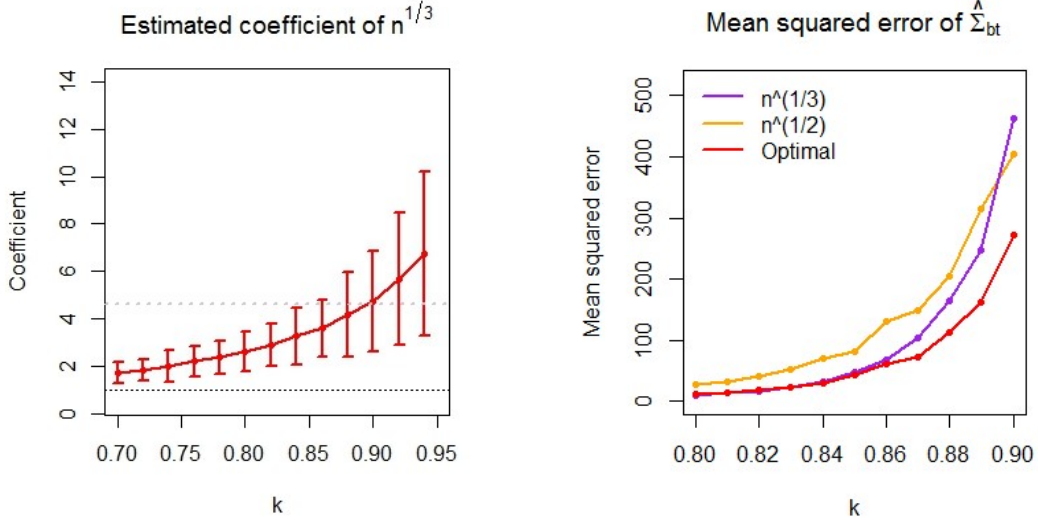 Estimated coefficient of n^{1/3}
Coefficient
14
12
10
8
6
4
2
0
0.70 0.75 0.80 0.85 0.90 0.95
k
Mean squared error of Σ̂_{bt}
Mean squared error
500
400
300
200
100
0
n^(1/3)
n^(1/2)
Optimal
0.80 0.82 0.84 0.86 0.88 0.90
k